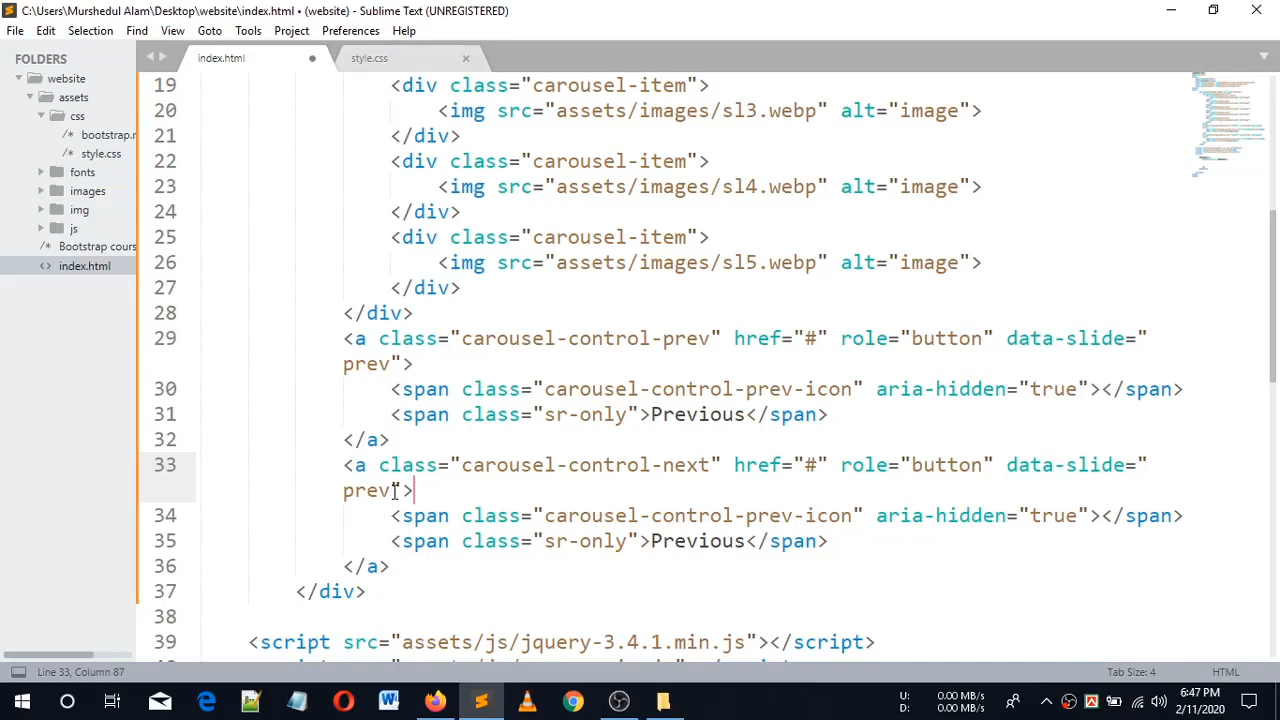 C:\Users\Murshedul Alam\Desktop\website\index.html • (website) - Sublime Text (UNREGISTERED)
File Edit Selection Find View Goto Tools Project Preferences Help
FOLDERS
website
assets
css
/* bootstrap.r
/* style.css
fonts
images
img
js
/* Bootstrap cours
<> index.html
index.html
style.css
19 <div class="carousel-item">
20 <img src="assets/images/sl3.webp" alt="image">
21 </div>
22 <div class="carousel-item">
23 <img src="assets/images/sl4.webp" alt="image">
24 </div>
25 <div class="carousel-item">
26 <img src="assets/images/sl5.webp" alt="image">
27 </div>
28 </div>
29 <a class="carousel-control-prev" href="#" role="button" data-slide="
prev">
30 <span class="carousel-control-prev-icon" aria-hidden="true"></span>
31 <span class="sr-only">Previous</span>
32 </a>
33 <a class="carousel-control-next" href="#" role="button" data-slide="
prev">
34 <span class="carousel-control-prev-icon" aria-hidden="true"></span>
35 <span class="sr-only">Previous</span>
36 </a>
37 </div>
38
39 <script src="assets/js/jquery-3.4.1.min.js"></script>
Line 33, Column 87
Tab Size: 4
HTML
U: 0.00 MB/s
D: 0.00 MB/s
6:47 PM
2/11/2020